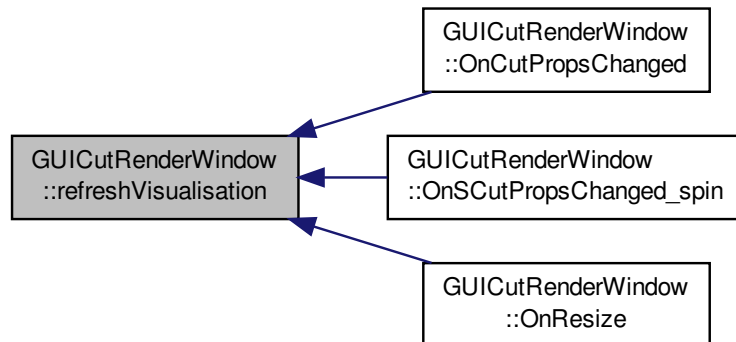 GUICutRenderWindow
::OnCutPropsChanged
GUICutRenderWindow
::refreshVisualisation
GUICutRenderWindow
::OnSCutPropsChanged_spin
GUICutRenderWindow
::OnResize